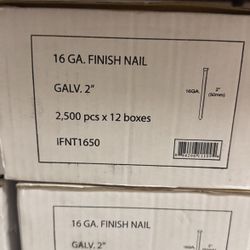 16 GA. FINISH NAIL
GALV. 2"
2,500 pcs x 12 boxes
IFNT1650
16GA.
2"
(50mm)
16 GA. FINISH NAIL
GALV. 2"
2"